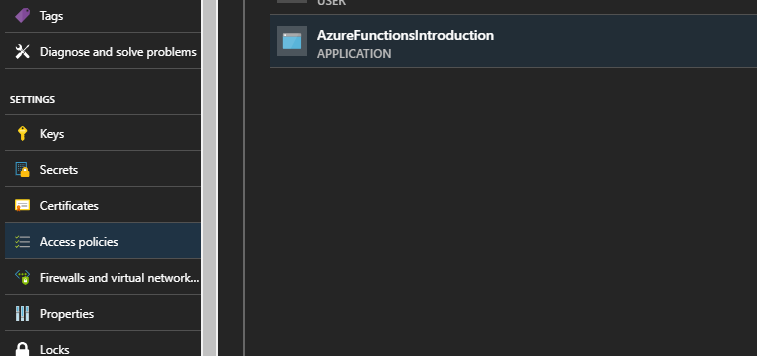 Tags
Diagnose and solve problems
SETTINGS
Keys
Secrets
Certificates
Access policies
Firewalls and virtual network...
Properties
Locks
USER
AzureFunctionsIntroduction
APPLICATION